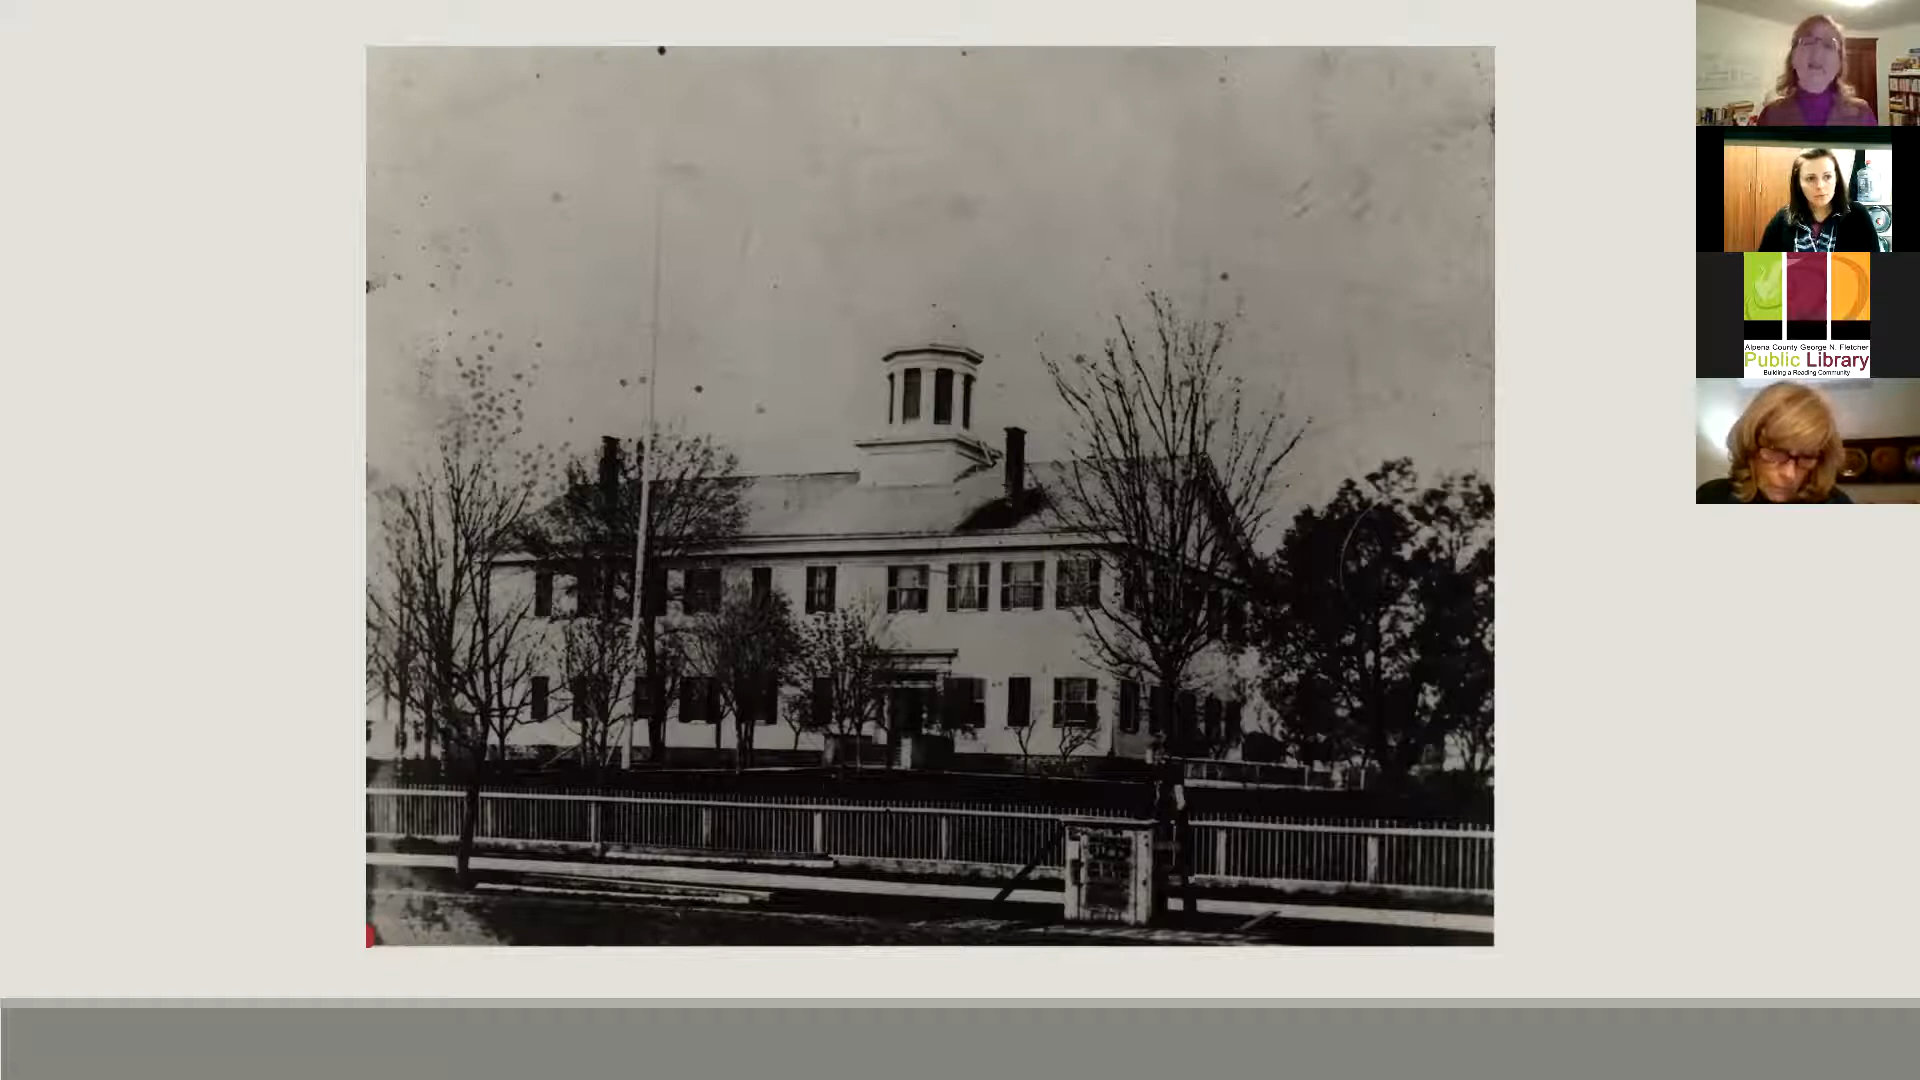 Alpena County George N. Fletcher
Public Library
Building a Reading Community